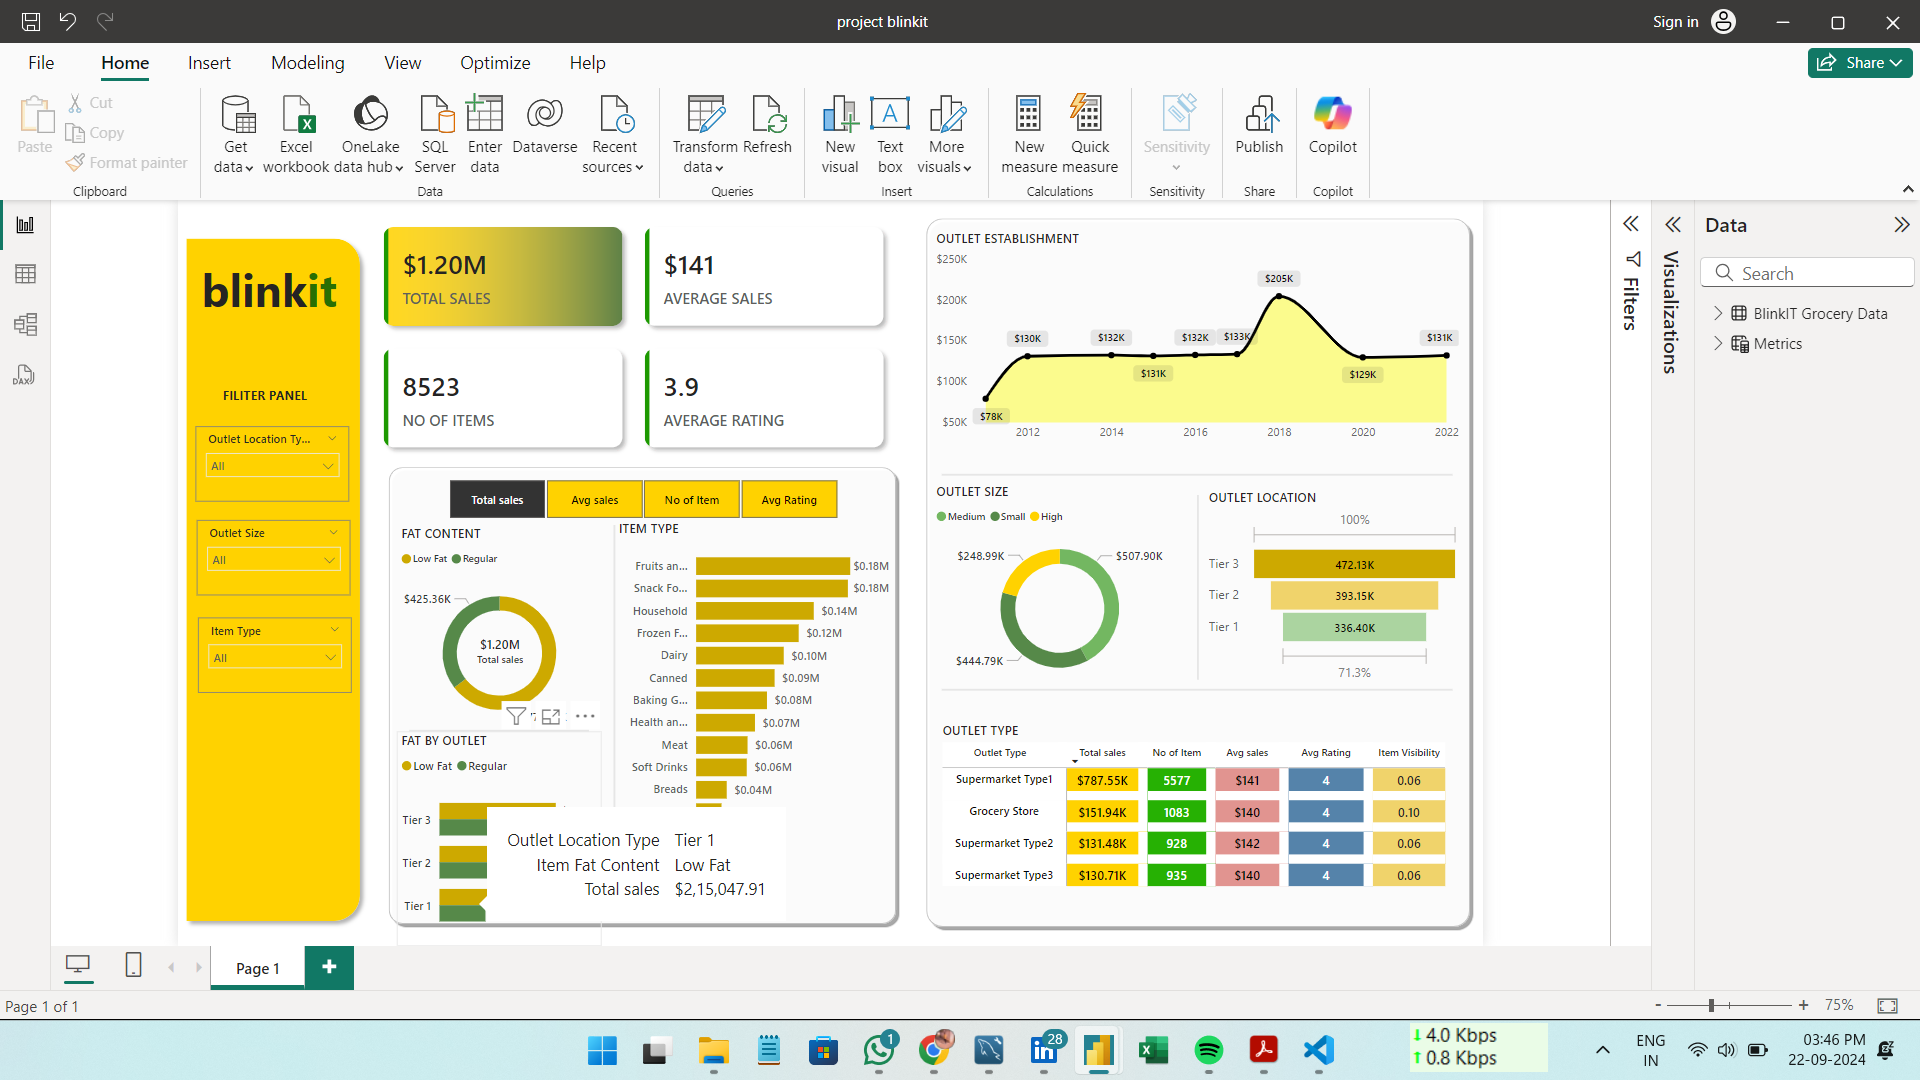 project blinkit
Sign in
File Home Insert Modeling View Optimize Help
Share
Paste
Cut
Copy
Format painter
Clipboard
Get data
Excel workbook
OneLake data hub
SQL Server
Enter data
Dataverse
Recent sources
Data
Transform data
Refresh
Queries
New visual
Text box
More visuals
Insert
New measure
Quick measure
Calculations
Sensitivity
Sensitivity
Publish
Share
Copilot
Copilot
blinkit
FILITER PANEL
Outlet Location Ty...
All
Outlet Size
All
Item Type
All
$1.20M
TOTAL SALES
$141
AVERAGE SALES
8523
NO OF ITEMS
3.9
AVERAGE RATING
Total sales Avg sales No of Item Avg Rating
FAT CONTENT
Low Fat Regular
$425.36K
$1.20M
Total sales
FAT BY OUTLET
Low Fat Regular
Tier 3
Tier 2
Tier 1
Outlet Location Type Tier 1
Item Fat Content Low Fat
Total sales $2,15,047.91
ITEM TYPE
Fruits an... $0.18M
Snack Fo... $0.18M
Household $0.14M
Frozen F... $0.12M
Dairy $0.10M
Canned $0.09M
Baking G... $0.08M
Health an... $0.07M
Meat $0.06M
Soft Drinks $0.06M
Breads $0.04M
OUTLET ESTABLISHMENT
$250K
$200K
$150K
$100K
$50K
$78K $130K $132K $131K $132K $133K $205K $129K $131K
2012 2014 2016 2018 2020 2022
OUTLET SIZE
Medium Small High
$248.99K
$507.90K
$444.79K
OUTLET LOCATION
100%
Tier 3 472.13K
Tier 2 393.15K
Tier 1 336.40K
71.3%
OUTLET TYPE
Outlet Type Total sales No of Item Avg sales Avg Rating Item Visibility
Supermarket Type1 $787.55K 5577 $141 4 0.06
Grocery Store $151.94K 1083 $140 4 0.10
Supermarket Type2 $131.48K 928 $142 4 0.06
Supermarket Type3 $130.71K 935 $140 4 0.06
Filters
Visualizations
Data
Search
BlinkIT Grocery Data
Metrics
DAX
Page 1
Page 1 of 1
- + 75%
1
28
4.0 Kbps
0.8 Kbps
ENG
IN
03:46 PM
22-09-2024